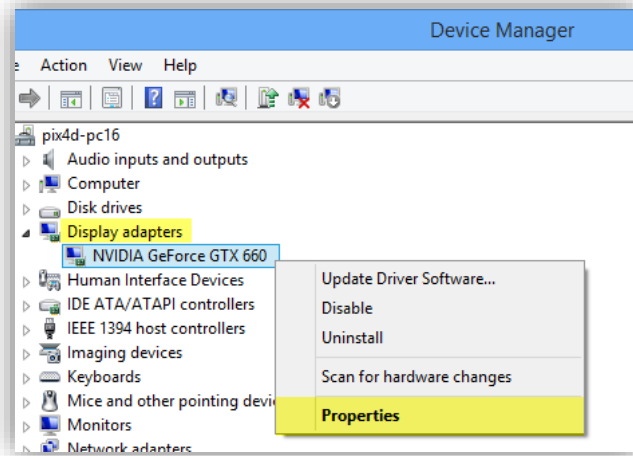 Device Manager
Action View Help
pix4d-pc16
Audio inputs and outputs
Computer
Disk drives
Display adapters
NVIDIA GeForce GTX 660
Human Interface Devices
IDE ATA/ATAPI controllers
IEEE 1394 host controllers
Imaging devices
Keyboards
Mice and other pointing devi
Monitors
Network adapters
Update Driver Software...
Disable
Uninstall
Scan for hardware changes
Properties